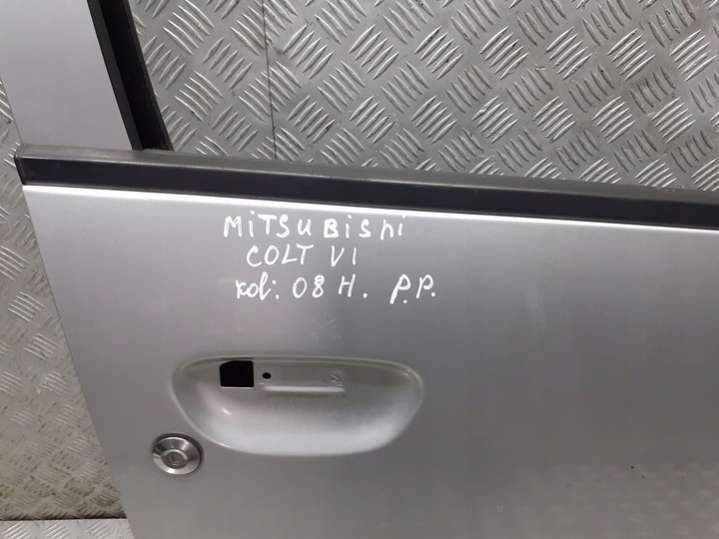 MiTSUBiShi
COLT VI
kol: 08 H. P.P.